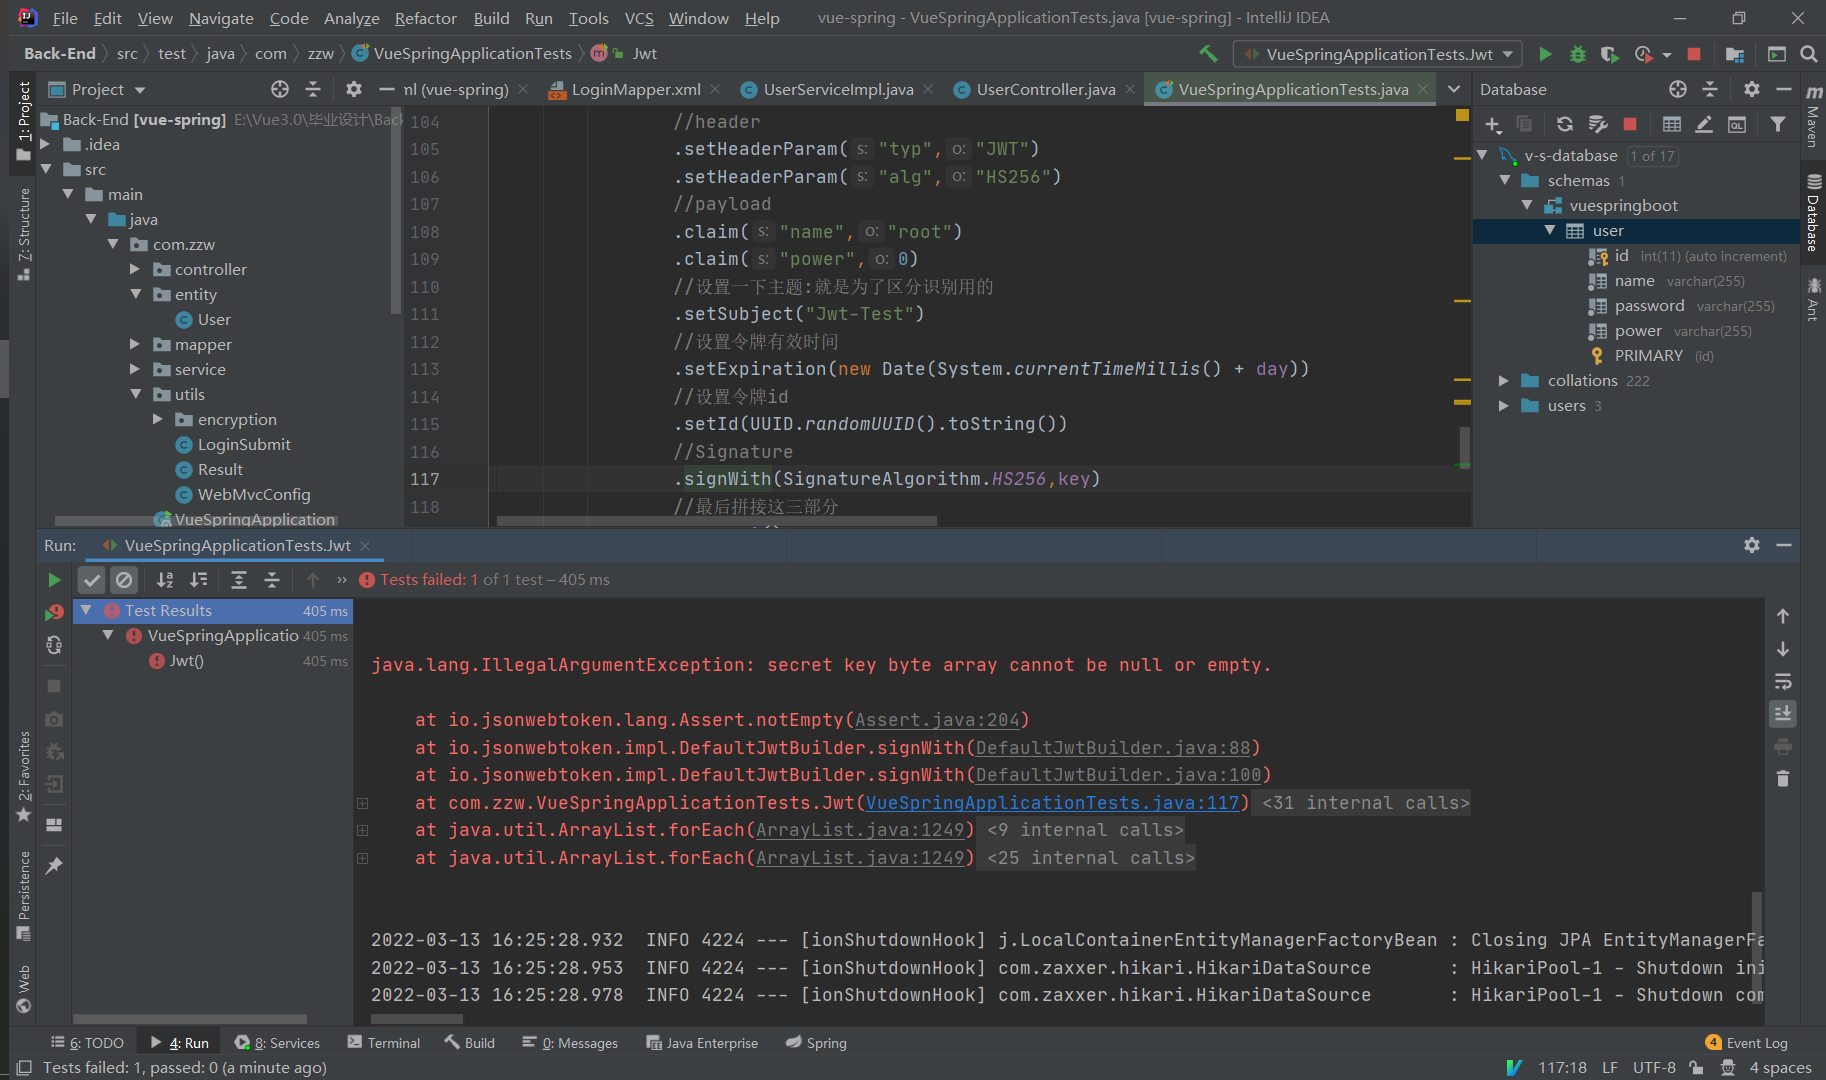 File Edit View Navigate Code Analyze Refactor Build Run Tools VCS Window Help vue-spring - VueSpringApplicationTests.java [vue-spring] - IntelliJ IDEA
Back-End src test java com zzw VueSpringApplicationTests Jwt VueSpringApplicationTests.Jwt
Project
nl (vue-spring) LoginMapper.xml UserServiceImpl.java UserController.java VueSpringApplicationTests.java
Database
1: Project
Z: Structure
2: Favorites
Persistence
Web
Back-End [vue-spring] E:\Vue3.0\毕业设计\Back
.idea
src
main
java
com.zzw
controller
entity
User
mapper
service
utils
encryption
LoginSubmit
Result
WebMvcConfig
VueSpringApplication
104 //header
105 .setHeaderParam( s: "typ", o: "JWT")
106 .setHeaderParam( s: "alg", o: "HS256")
107 //payload
108 .claim( s: "name", o: "root")
109 .claim( s: "power", o: 0)
110 //设置一下主题:就是为了区分识别用的
111 .setSubject("Jwt-Test")
112 //设置令牌有效时间
113 .setExpiration(new Date(System.currentTimeMillis() + day))
114 //设置令牌id
115 .setId(UUID.randomUUID().toString())
116 //Signature
117 .signWith(SignatureAlgorithm.HS256,key)
118 //最后拼接这三部分
QL
v-s-database 1 of 17
schemas 1
vuespringboot
user
id int(11) (auto increment)
name varchar(255)
password varchar(255)
power varchar(255)
PRIMARY (id)
collations 222
users 3
Maven
Database
Ant
Run: VueSpringApplicationTests.Jwt
Tests failed: 1 of 1 test – 405 ms
Test Results 405 ms
VueSpringApplicatio 405 ms
Jwt() 405 ms
java.lang.IllegalArgumentException: secret key byte array cannot be null or empty.
at io.jsonwebtoken.lang.Assert.notEmpty(Assert.java:204)
at io.jsonwebtoken.impl.DefaultJwtBuilder.signWith(DefaultJwtBuilder.java:88)
at io.jsonwebtoken.impl.DefaultJwtBuilder.signWith(DefaultJwtBuilder.java:100)
at com.zzw.VueSpringApplicationTests.Jwt(VueSpringApplicationTests.java:117) <31 internal calls>
at java.util.ArrayList.forEach(ArrayList.java:1249) <9 internal calls>
at java.util.ArrayList.forEach(ArrayList.java:1249) <25 internal calls>
2022-03-13 16:25:28.932 INFO 4224 --- [ionShutdownHook] j.LocalContainerEntityManagerFactoryBean : Closing JPA EntityManagerFa
2022-03-13 16:25:28.953 INFO 4224 --- [ionShutdownHook] com.zaxxer.hikari.HikariDataSource : HikariPool-1 - Shutdown ini
2022-03-13 16:25:28.978 INFO 4224 --- [ionShutdownHook] com.zaxxer.hikari.HikariDataSource : HikariPool-1 - Shutdown com
6: TODO 4: Run 8: Services Terminal Build 0: Messages Java Enterprise Spring 4 Event Log
Tests failed: 1, passed: 0 (a minute ago) 117:18 LF UTF-8 4 spaces